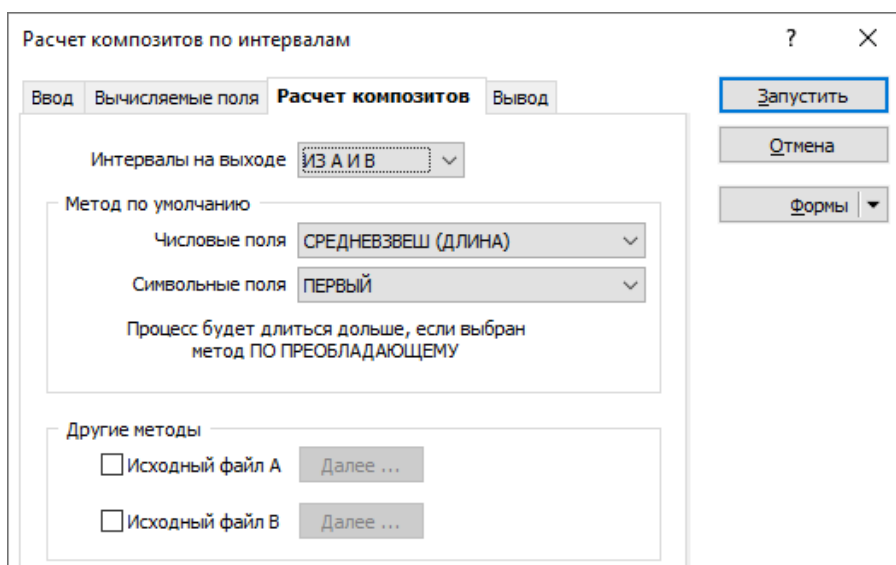 Расчет композитов по интервалам
?
Ввод Вычисляемые поля Расчет композитов Вывод
Запустить
Отмена
Формы
Интервалы на выходе ИЗ А И В
Метод по умолчанию
Числовые поля СРЕДНЕВЗВЕШ (ДЛИНА)
Символьные поля ПЕРВЫЙ
Процесс будет длиться дольше, если выбран
метод ПО ПРЕОБЛАДАЮЩЕМУ
Другие методы
Исходный файл А Далее ...
Исходный файл В Далее ...